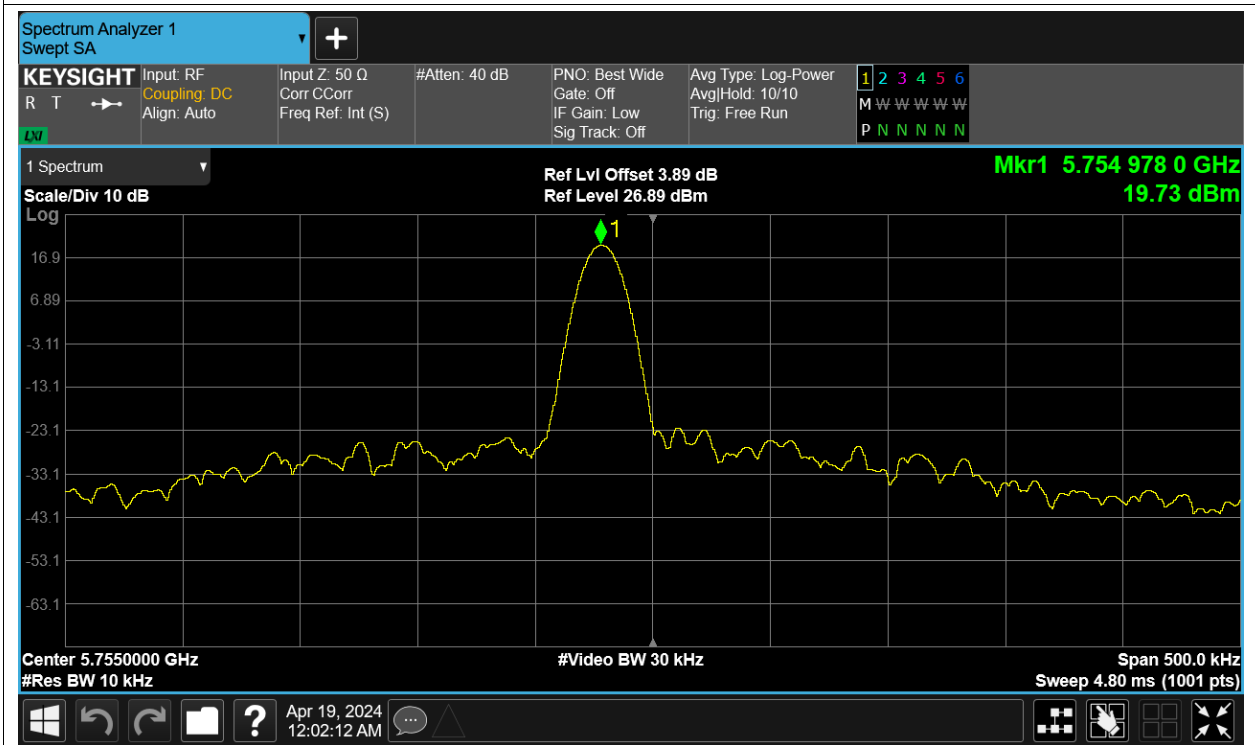 Spectrum Analyzer 1
Swept SA
KEYSIGHT
R T
LXI
Input: RF
Coupling: DC
Align: Auto
Input Z: 50 Ω
Corr CCorr
Freq Ref: Int (S)
#Atten: 40 dB
PNO: Best Wide
Gate: Off
IF Gain: Low
Sig Track: Off
Avg Type: Log-Power
Avg|Hold: 10/10
Trig: Free Run
1 2 3 4 5 6
M W W W W W
P N N N N N
1 Spectrum
Scale/Div 10 dB
Ref Lvl Offset 3.89 dB
Ref Level 26.89 dBm
Mkr1 5.754 978 0 GHz
19.73 dBm
Log
1
16.9
6.89
-3.11
-13.1
-23.1
-33.1
-43.1
-53.1
-63.1
Center 5.7550000 GHz
#Video BW 30 kHz
Span 500.0 kHz
#Res BW 10 kHz
Sweep 4.80 ms (1001 pts)
?
Apr 19, 2024
12:02:12 AM